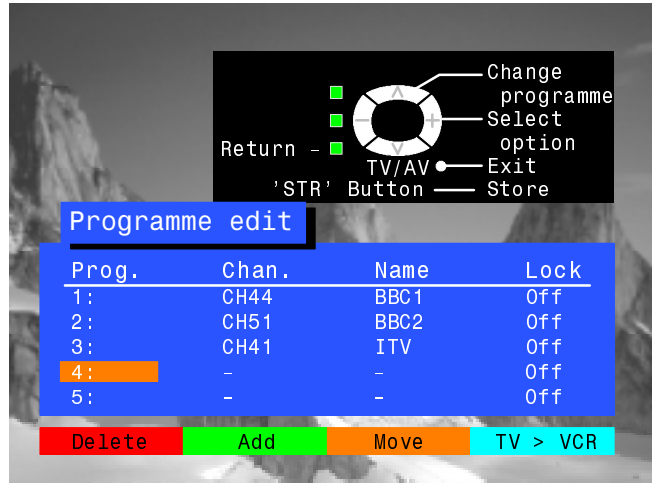 Change
programme
Select
option
Return –
TV/AV Exit
'STR' Button — Store
Programme edit
Prog. Chan. Name Lock
1: CH44 BBC1 Off
2: CH51 BBC2 Off
3: CH41 ITV Off
4: – – Off
5: – – Off
Delete Add Move TV > VCR